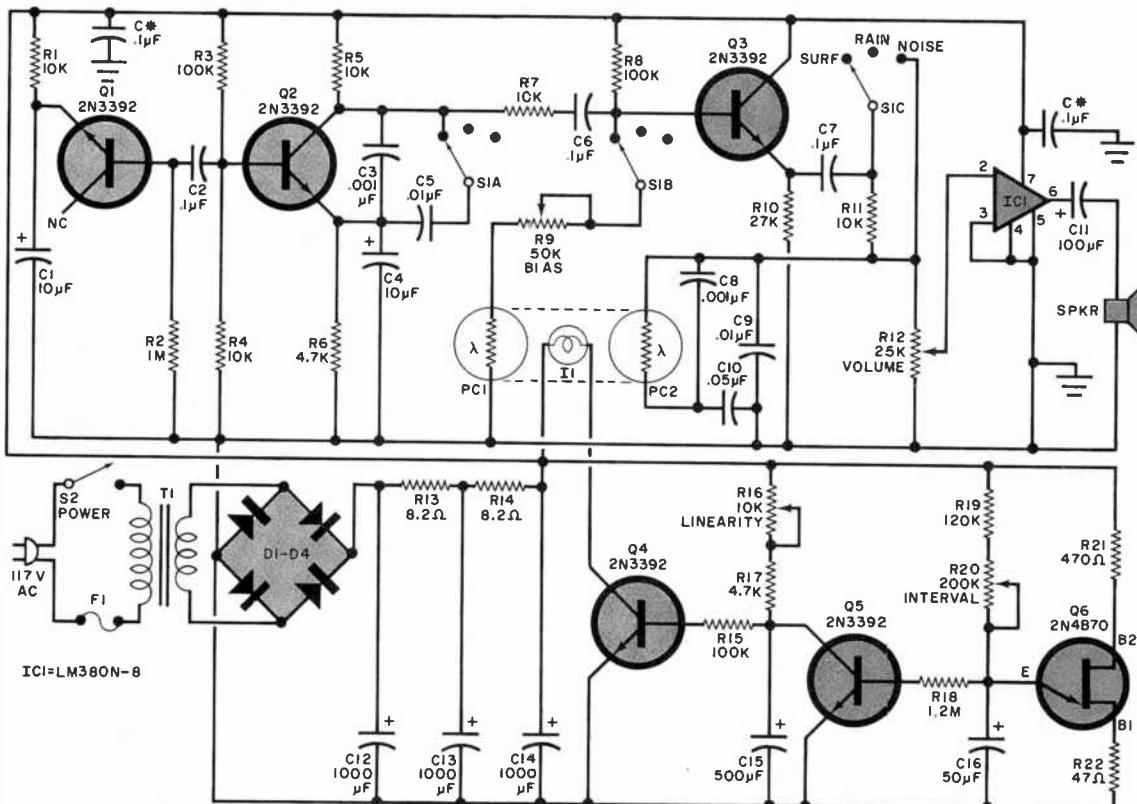 C*
.1µF
R1
10K
R3
100K
R5
10K
Q1
2N3392
Q2
2N3392
R7
10K
R8
100K
Q3
2N3392
SURF
RAIN
NOISE
S1C
C*
.1µF
C2
.1µF
NC
C3
.001
µF
C5
.01µF
S1A
C6
.1µF
S1B
C7
.1µF
R10
27K
R11
10K
2
7
IC1
6
3
4
5
+
C11
100µF
+
C1
10µF
R2
1M
R4
10K
R6
4.7K
+
C4
10µF
R9
50K
BIAS
λ
PC1
I1
λ
PC2
C8
.001µF
C9
.01µF
C10
.05µF
R12
25K
VOLUME
SPKR
S2
POWER
T1
117V
AC
F1
D1-D4
R13
8.2Ω
R14
8.2Ω
R16
10K
LINEARITY
R17
4.7K
R19
120K
R20
200K
INTERVAL
R21
470Ω
Q4
2N3392
R15
100K
Q5
2N3392
R18
1.2M
Q6
2N4870
B2
E
B1
IC1=LM380N-8
+
C12
1000
µF
+
C13
1000
µF
+
C14
1000
µF
+
C15
500µF
+
C16
50µF
R22
47Ω